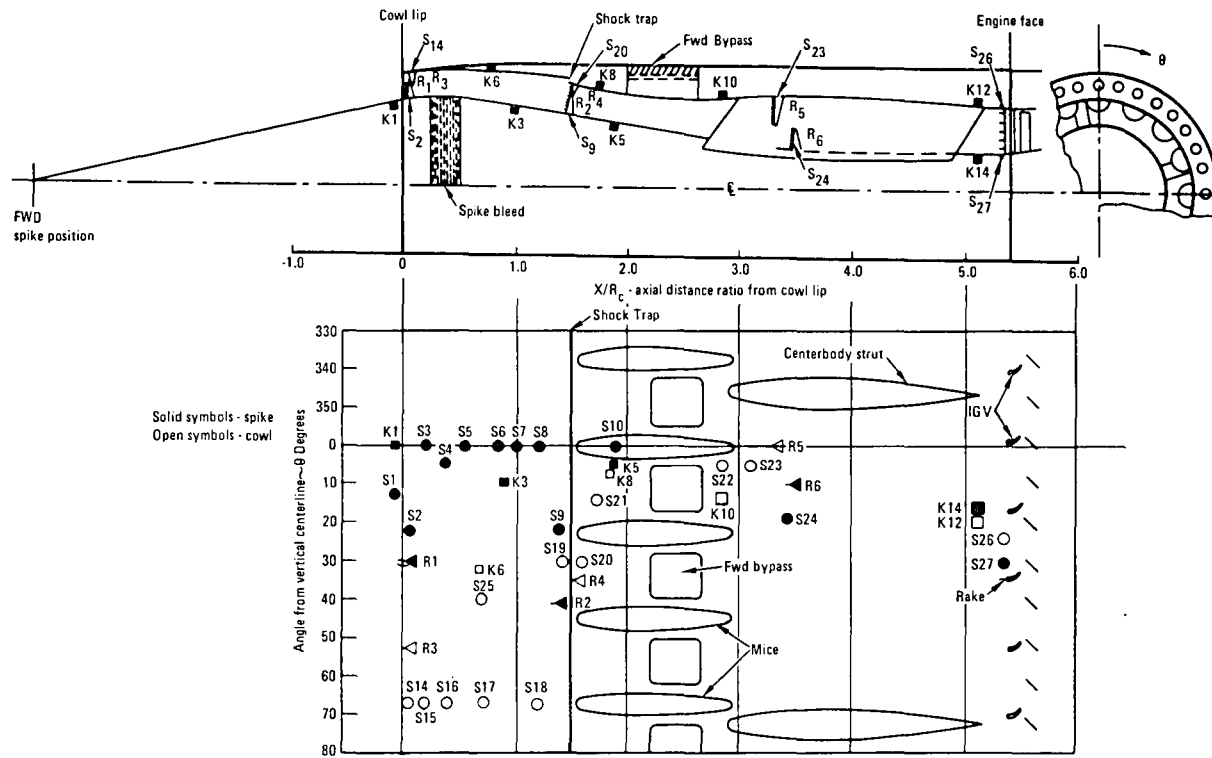 Cowl lip
Shock trap
Engine face
S14
S20
Fwd Bypass
S23
S26
θ
R1
R3
K6
K8
K10
K12
R4
R2
R5
R6
K1
S2
K3
S9
K5
S24
K14
S27
℄
FWD
spike position
Spike bleed
-1.0 0 1.0 2.0 3.0 4.0 5.0 6.0
X/Rc - axial distance ratio from cowl lip
Shock Trap
330
340
350
0
10
20
30
40
50
60
70
80
Angle from vertical centerline~θ Degrees
Solid symbols - spike
Open symbols - cowl
Centerbody strut
IGV
K1 S3 S5 S6 S7 S8 S10
S4
R5
K5
K8
S22 S23
K3
R6
S1
S21
K10
K14
K12
S2
S9
S24
S26
S19 S20
S27
R1
K6
R4
Fwd bypass
Rake
S25
R2
R3
Mice
S14 S16 S17 S18
S15